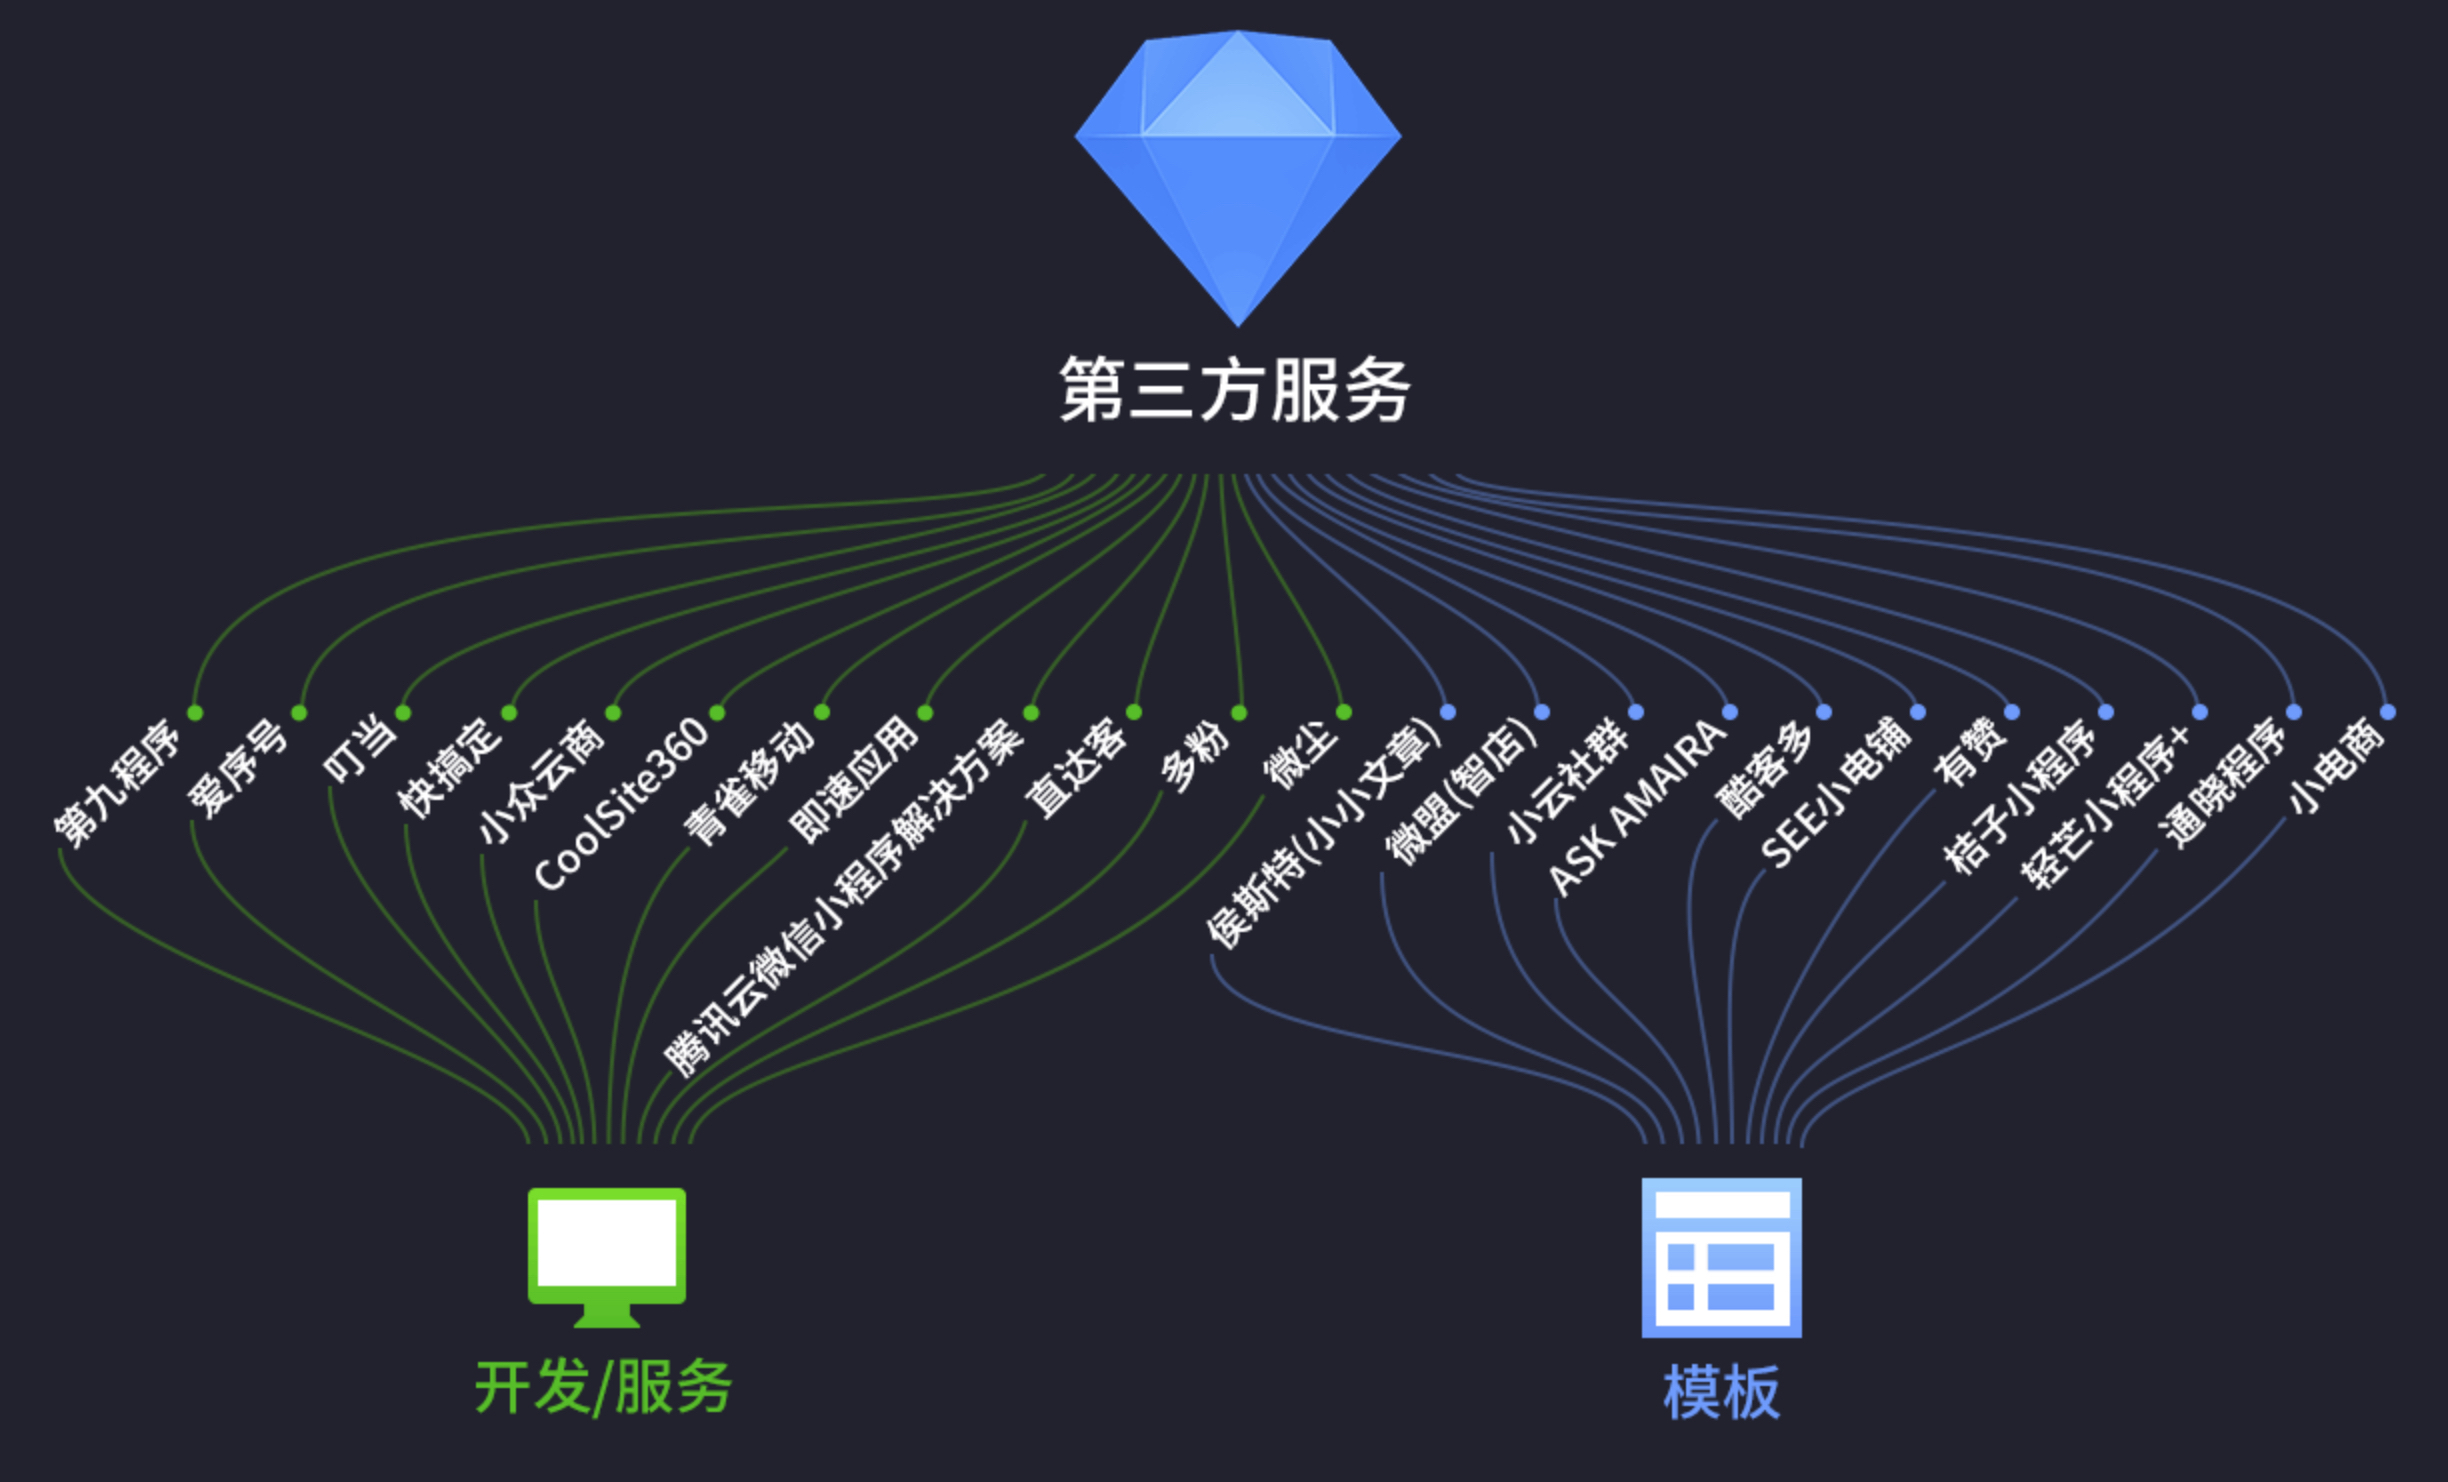 第三方服务
第九程序
爱序号
叮当
快搞定
小众云商
CoolSite360
青雀移动
即速应用
腾讯云微信小程序解决方案
直达客
多粉
微尘
侯斯特(小小文章)
微盟(智店)
小云社群
ASK AMAIRA
酷客多
SEE小电铺
有赞
桔子小程序
轻芒小程序+
通晓程序
小电商
开发/服务
模板